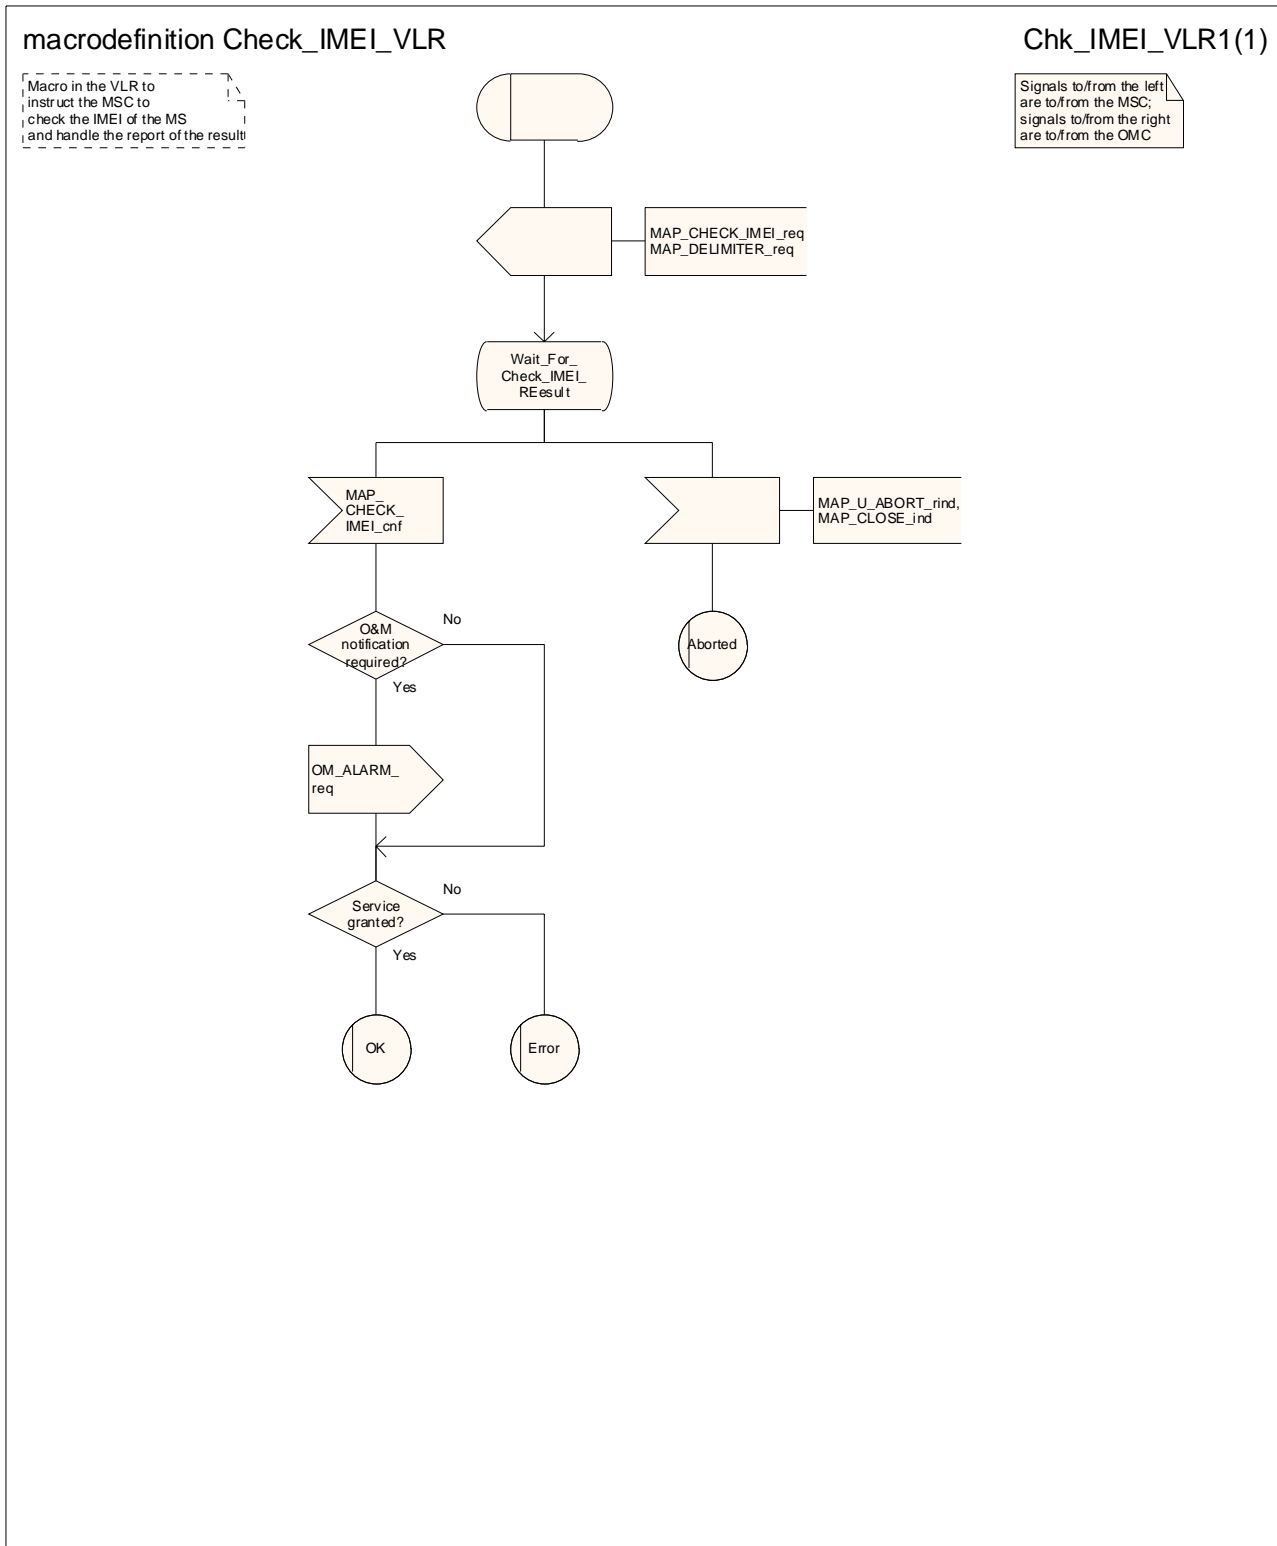 macrodefinition Check_IMEI_VLR
Chk_IMEI_VLR1(1)
Macro in the VLR to
instruct the MSC to
check the IMEI of the MS
and handle the report of the result
Signals to/from the left
are to/from the MSC;
signals to/from the right
are to/from the OMC
MAP_CHECK_IMEI_req
MAP_DELIMITER_req
Wait_For_
Check_IMEI_
REesult
MAP_
CHECK_
IMEI_cnf
MAP_U_ABORT_rind,
MAP_CLOSE_ind
O&M
notification
required?
No
Yes
Aborted
OM_ALARM_
req
Service
granted?
No
Yes
OK
Error